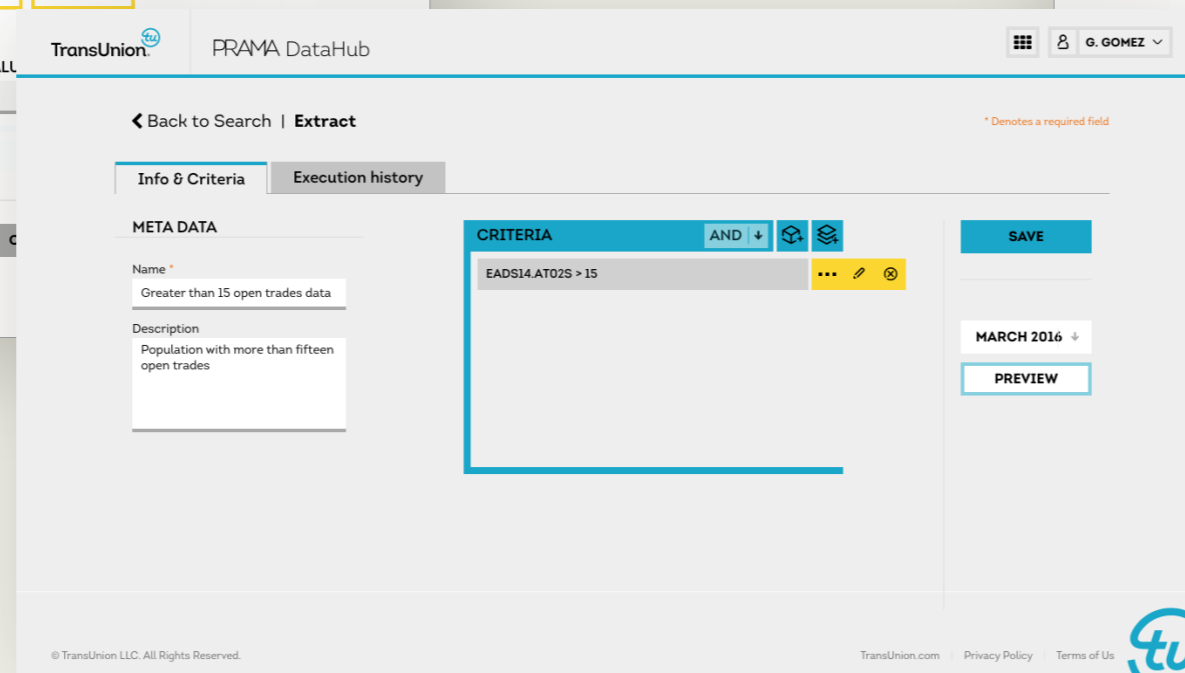 TransUnion.
tu
PRAMA DataHub
G. GOMEZ
Back to Search | Extract
* Denotes a required field
Info & Criteria
Execution history
META DATA
Name *
Greater than 15 open trades data
Description
Population with more than fifteen
open trades
CRITERIA
AND
EADS14.AT02S > 15
SAVE
MARCH 2016
PREVIEW
© TransUnion LLC. All Rights Reserved.
TransUnion.com
Privacy Policy
Terms of Us
tu